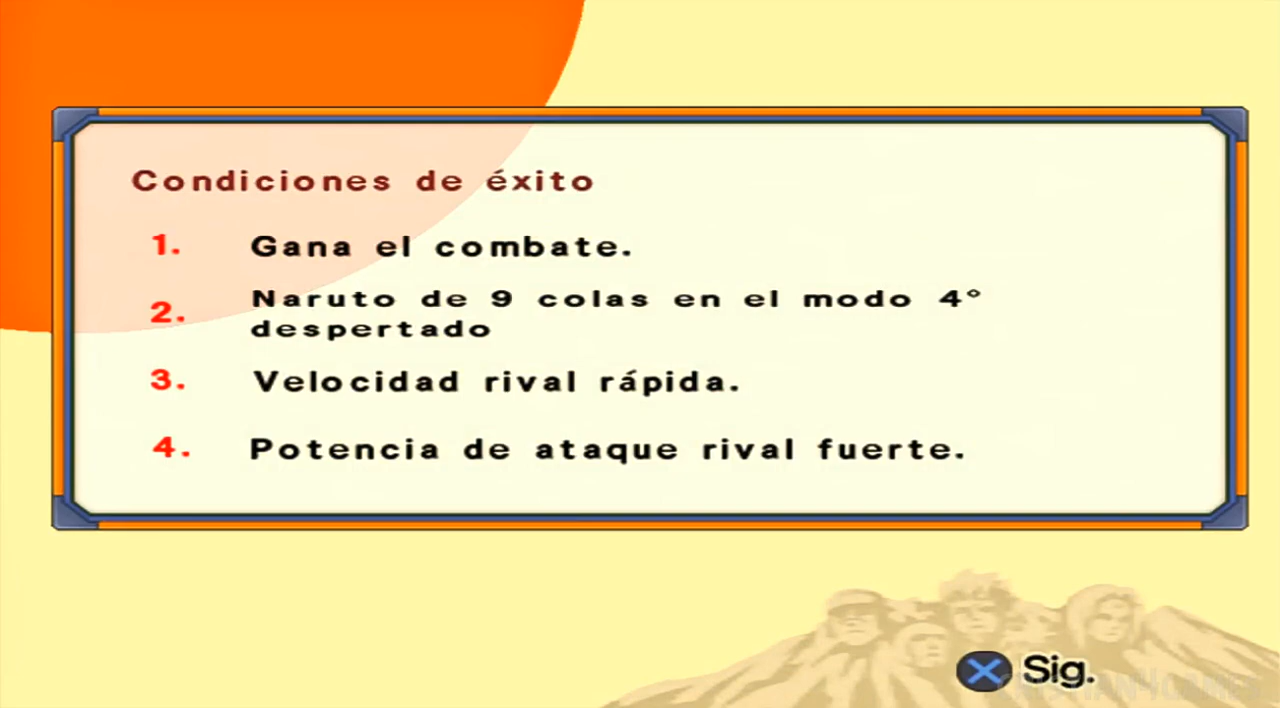 Condiciones de éxito
1. Gana el combate.
2. Naruto de 9 colas en el modo 4°
despertado
3. Velocidad rival rápida.
4. Potencia de ataque rival fuerte.
Sig.